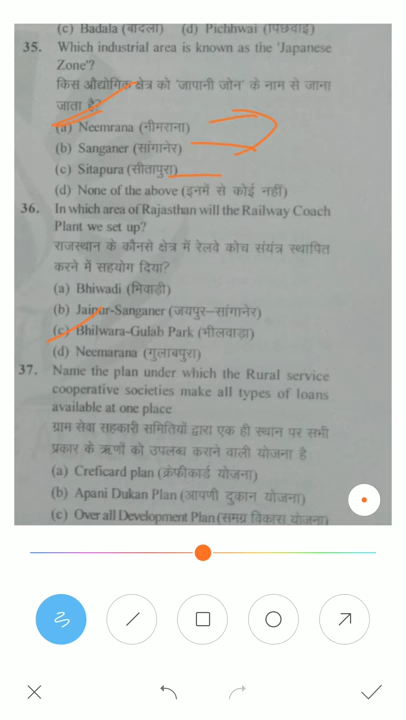 (c) Badala (बादला) (d) Pichhwai (पिछवाई)
35. Which industrial area is known as the 'Japanese
Zone'?
किस औद्योगिक क्षेत्र को 'जापानी जोन' के नाम से जाना
जाता है?
(a) Neemrana (नीमराना)
(b) Sanganer (सांगानेर)
(c) Sitapura (सीतापुरा)
(d) None of the above (इनमें से कोई नहीं)
36. In which area of Rajasthan will the Railway Coach
Plant we set up?
राजस्थान के कौनसे क्षेत्र में रेलवे कोच संयंत्र स्थापित
करने में सहयोग दिया?
(a) Bhiwadi (भिवाड़ी)
(b) Jaipur-Sanganer (जयपुर–सांगानेर)
(c) Bhilwara-Gulab Park (भीलवाड़ा)
(d) Neemarana (गुलाबपुरा)
37. Name the plan under which the Rural service
cooperative societies make all types of loans
available at one place
ग्राम सेवा सहकारी समितियों द्वारा एक ही स्थान पर सभी
प्रकार के ऋणों को उपलब्ध कराने वाली योजना है
(a) Creficard plan (क्रेफीकार्ड योजना)
(b) Apani Dukan Plan (आपणी दुकान योजना)
(c) Over all Development Plan (समग्र विकास योजना)